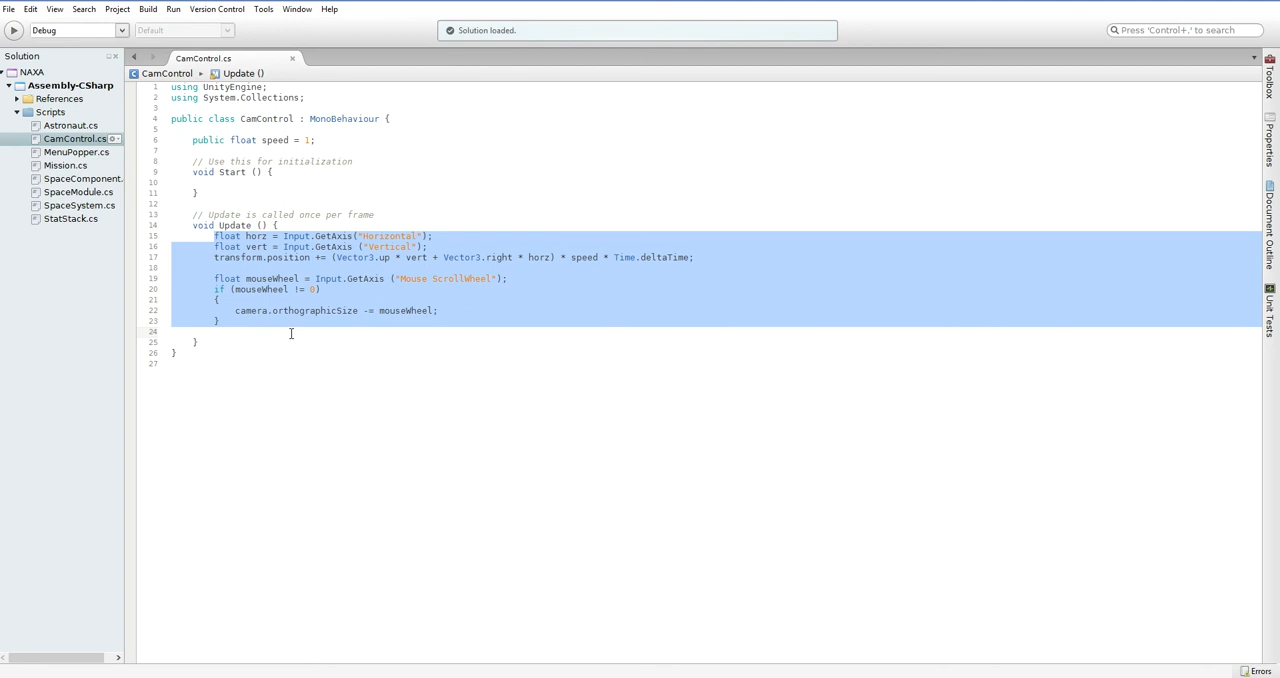 File Edit View Search Project Build Run Version Control Tools Window Help
Debug Default Solution loaded. Press 'Control+,' to search
Solution CamControl.cs
NAXA CamControl Update ()
Assembly-CSharp
References
Scripts
Astronaut.cs
CamControl.cs
MenuPopper.cs
Mission.cs
SpaceComponent.
SpaceModule.cs
SpaceSystem.cs
StatStack.cs
1 using UnityEngine;
2 using System.Collections;
3
4 public class CamControl : MonoBehaviour {
5
6 public float speed = 1;
7
8 // Use this for initialization
9 void Start () {
10
11 }
12
13 // Update is called once per frame
14 void Update () {
15 float horz = Input.GetAxis("Horizontal");
16 float vert = Input.GetAxis ("Vertical");
17 transform.position += (Vector3.up * vert + Vector3.right * horz) * speed * Time.deltaTime;
18
19 float mouseWheel = Input.GetAxis ("Mouse ScrollWheel");
20 if (mouseWheel != 0)
21 {
22 camera.orthographicSize -= mouseWheel;
23 }
24
25 }
26 }
27
Toolbox
Properties
Document Outline
Unit Tests
Errors